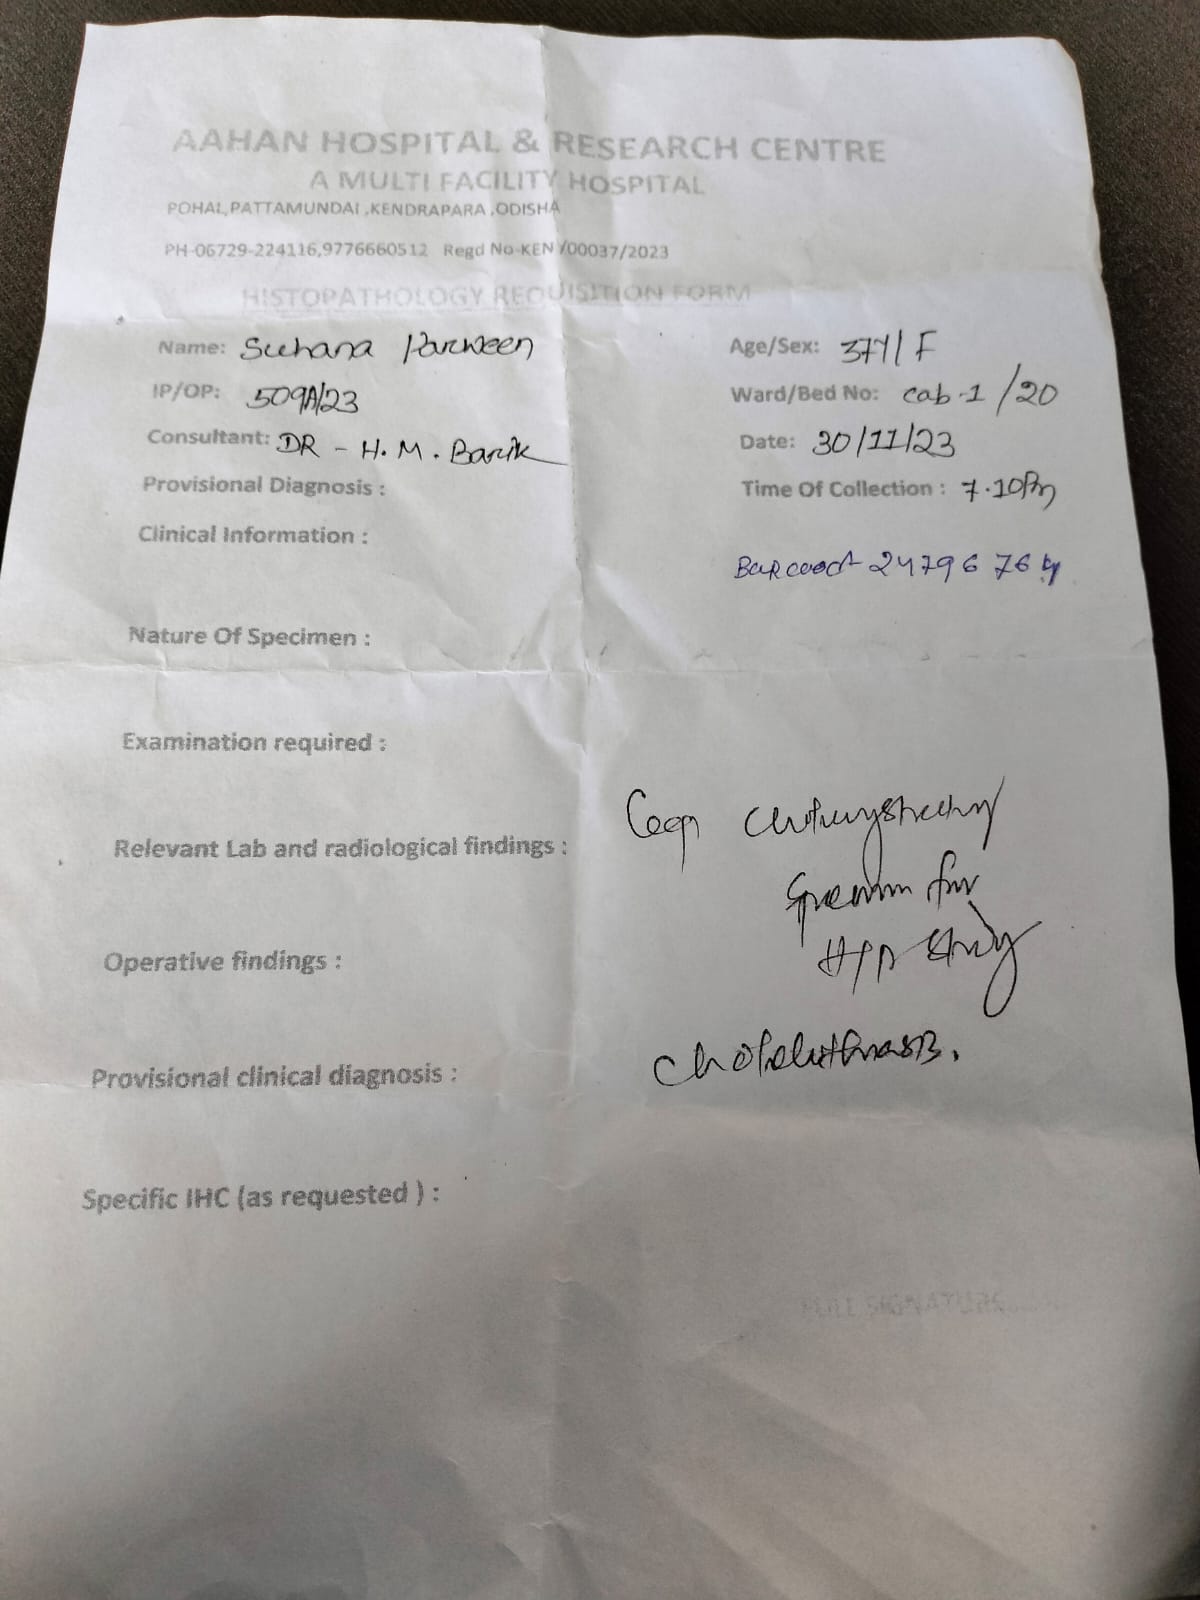 AAHAN HOSPITAL & RESEARCH CENTRE
A MULTI FACILITY HOSPITAL
POHAL,PATTAMUNDAI ,KENDRAPARA ,ODISHA
PH-06729-224116,9776660512 Regd No-KEN /00037/2023
HISTOPATHOLOGY REQUISITION FORM
Name: Suhana Parween
Age/Sex: 37Y/F
IP/OP: 509A/23
Ward/Bed No: cab-1/20
Consultant: DR - H.M. Barik
Date: 30/11/23
Provisional Diagnosis :
Time Of Collection : 7.10Pm
Clinical Information :
2479676
Nature Of Specimen :
Examination required :
Relevant Lab and radiological findings :
for
study
Operative findings :
Provisional clinical diagnosis :
Specific IHC (as requested ) :
FULL SIGNATURE